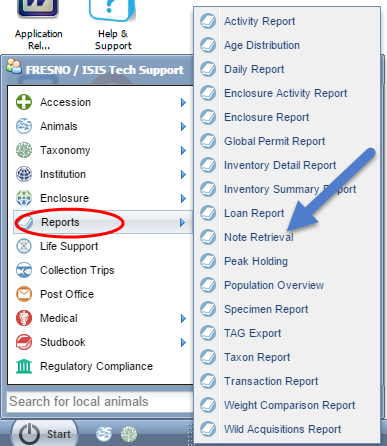 Application
Rel...
Help &
Support
FRESNO / ISIS Tech Support
Accession
Animals
Taxonomy
Institution
Enclosure
Reports
Life Support
Collection Trips
Post Office
Medical
Studbook
Regulatory Compliance
Search for local animals
Start
Activity Report
Age Distribution
Daily Report
Enclosure Activity Report
Enclosure Report
Global Permit Report
Inventory Detail Report
Inventory Summary Report
Loan Report
Note Retrieval
Peak Holding
Population Overview
Specimen Report
TAG Export
Taxon Report
Transaction Report
Weight Comparison Report
Wild Acquisitions Report